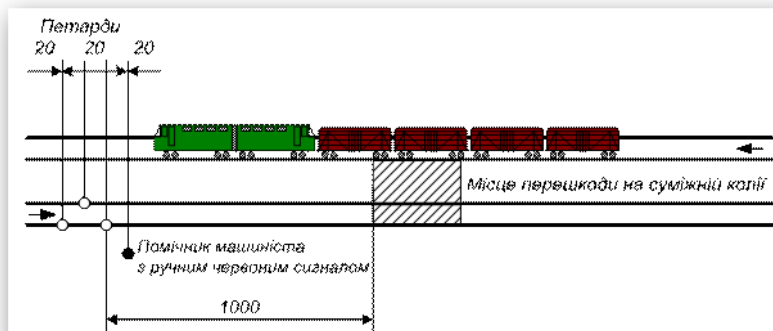 Петарди
20 20 20
Місце перешкоди на суміжній колії
Помічник машиніста
з ручним червоним сигналом
1000